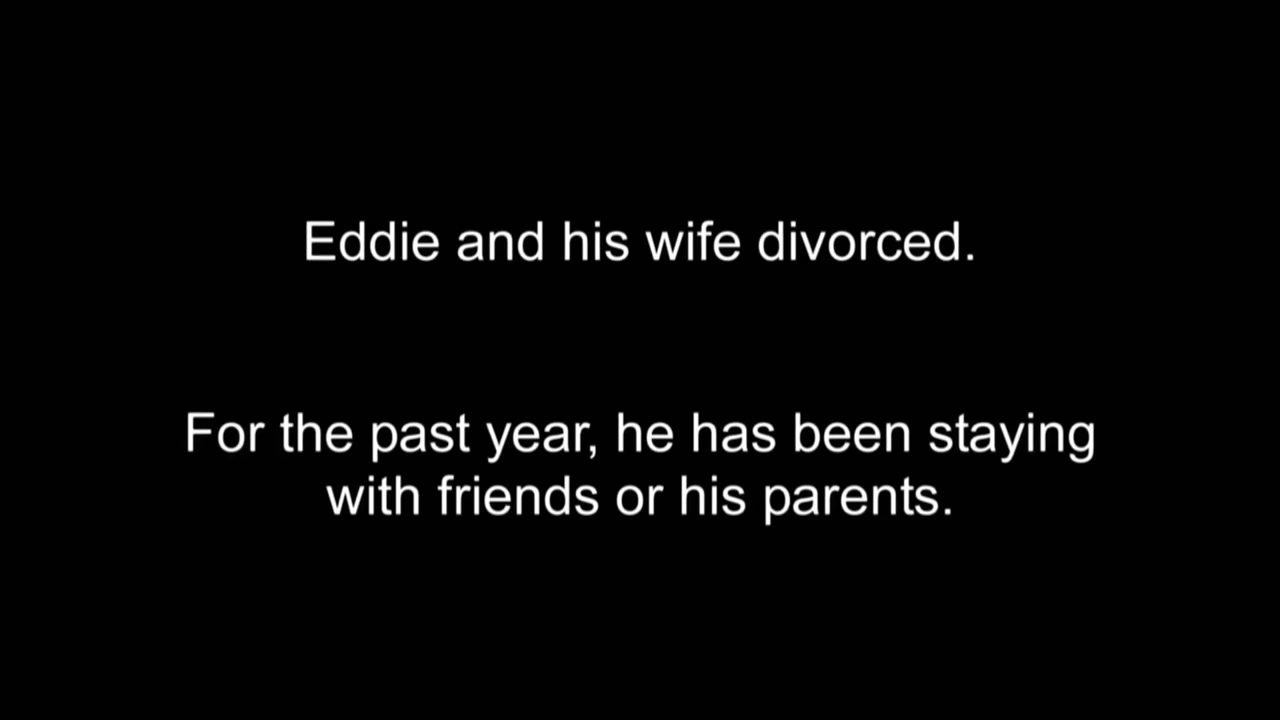 Eddie and his wife divorced.
For the past year, he has been staying
with friends or his parents.